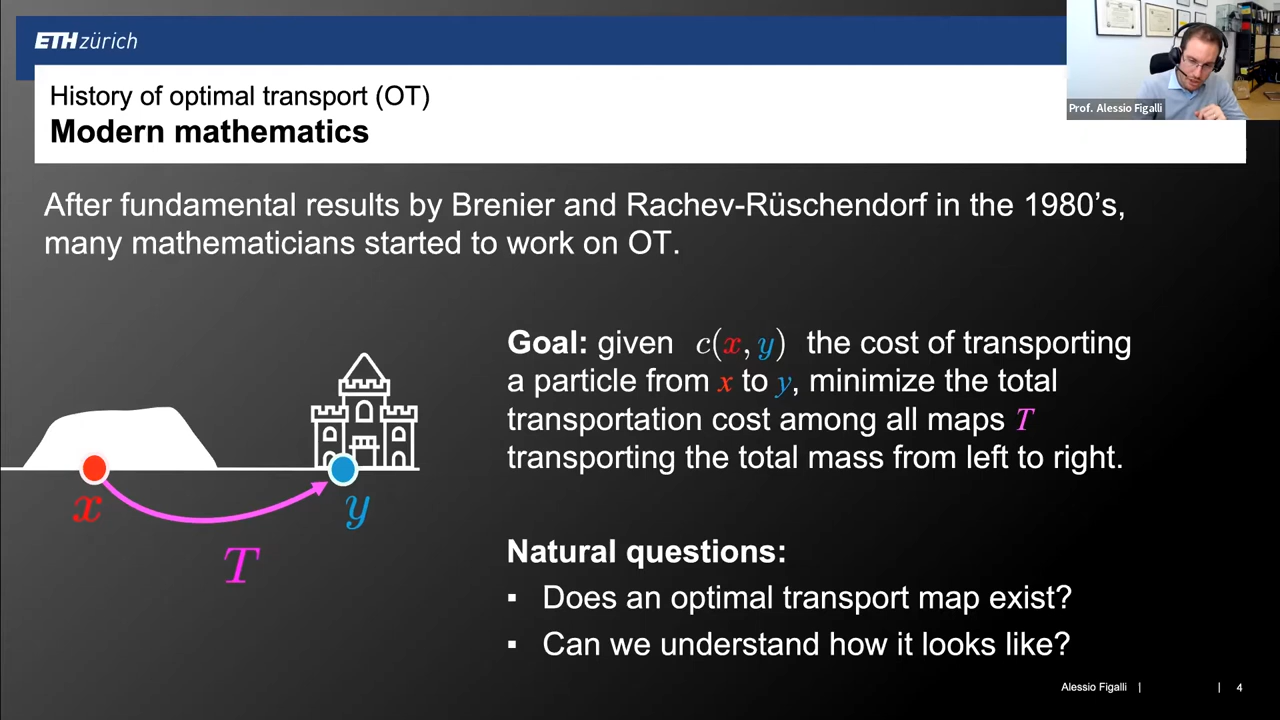 ETH zürich
Prof. Alessio Figalli
History of optimal transport (OT)
Modern mathematics
After fundamental results by Brenier and Rachev-Rüschendorf in the 1980's,
many mathematicians started to work on OT.
Goal: given c(x, y) the cost of transporting
a particle from x to y, minimize the total
transportation cost among all maps T
transporting the total mass from left to right.
x
y
T
Natural questions:
▪ Does an optimal transport map exist?
▪ Can we understand how it looks like?
Alessio Figalli | | 4